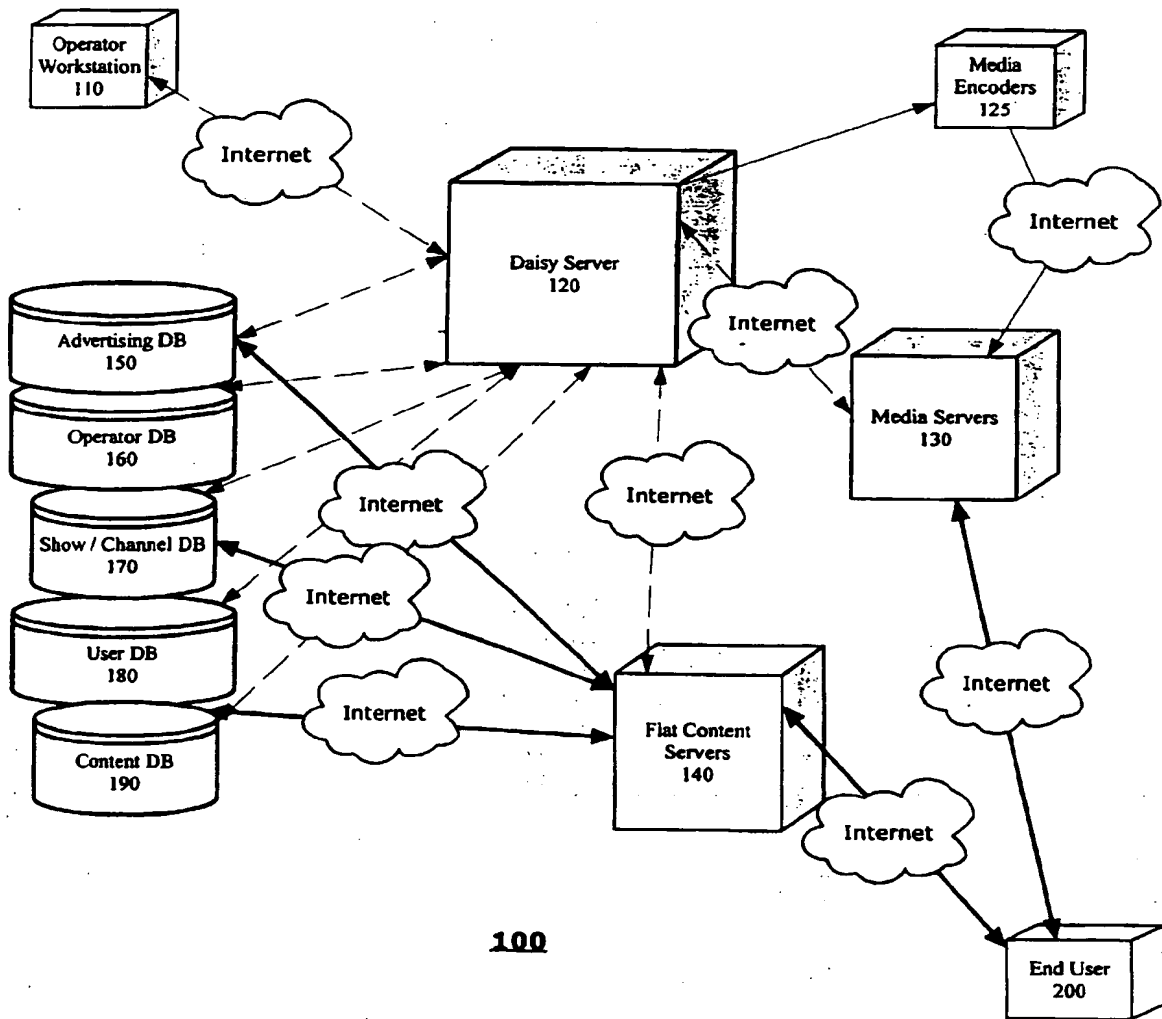 Operator
Workstation
110
Media
Encoders
125
Internet
Internet
Daisy Server
120
Internet
Advertising DB
150
Media Servers
130
Operator DB
160
Internet
Internet
Show / Channel DB
170
Internet
User DB
180
Internet
Internet
Flat Content
Servers
140
Content DB
190
Internet
100
End User
200